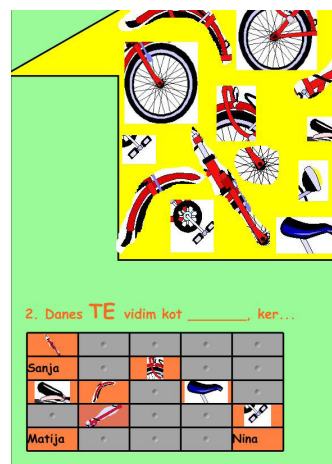 2. Danes TE vidim kot _______, ker...
Sanja
Matija Nina